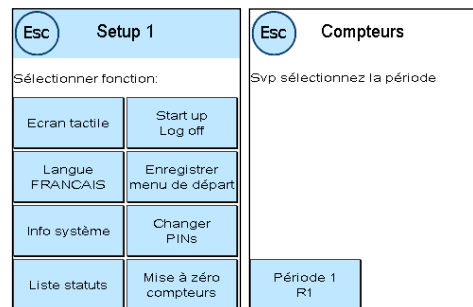 Esc
Setup 1
Sélectionner fonction:
Ecran tactile
Start up
Log off
Langue
FRANCAIS
Enregistrer
menu de départ
Info système
Changer
PINs
Liste statuts
Mise à zéro
compteurs
Esc
Compteurs
Svp sélectionnez la période
Période 1
R1